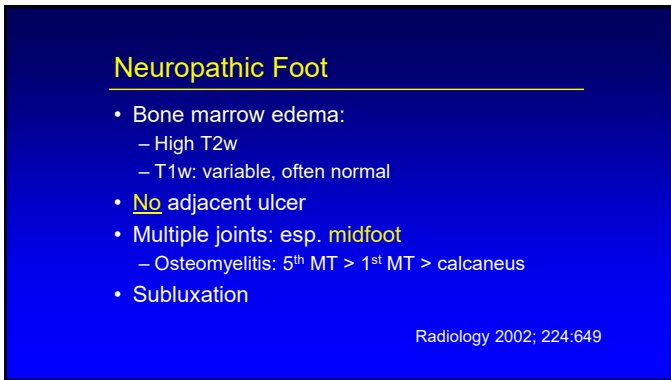 Neuropathic Foot
• Bone marrow edema:
– High T2w
– T1w: variable, often normal
• No adjacent ulcer
• Multiple joints: esp. midfoot
– Osteomyelitis: 5th MT > 1st MT > calcaneus
• Subluxation
Radiology 2002; 224:649